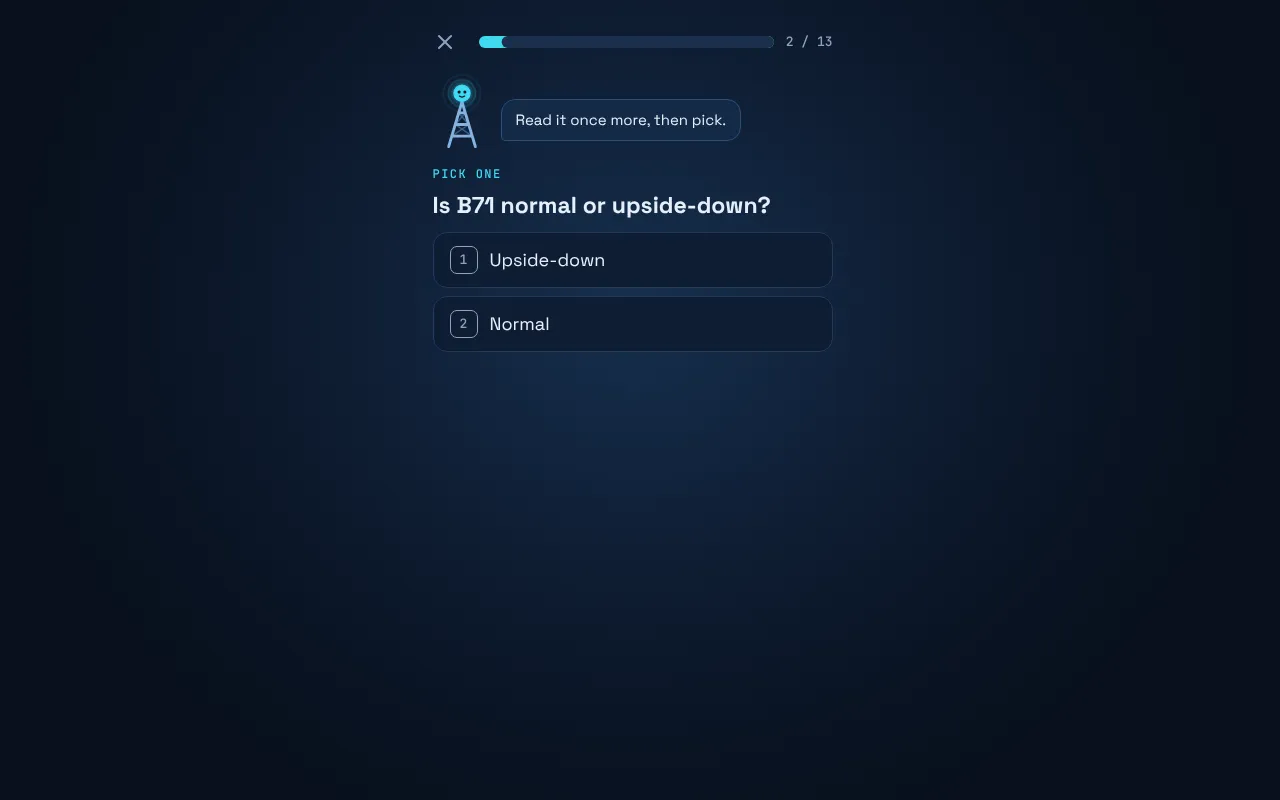 2 / 13
Read it once more, then pick.
PICK ONE
Is B71 normal or upside-down?
1 Upside-down
2 Normal